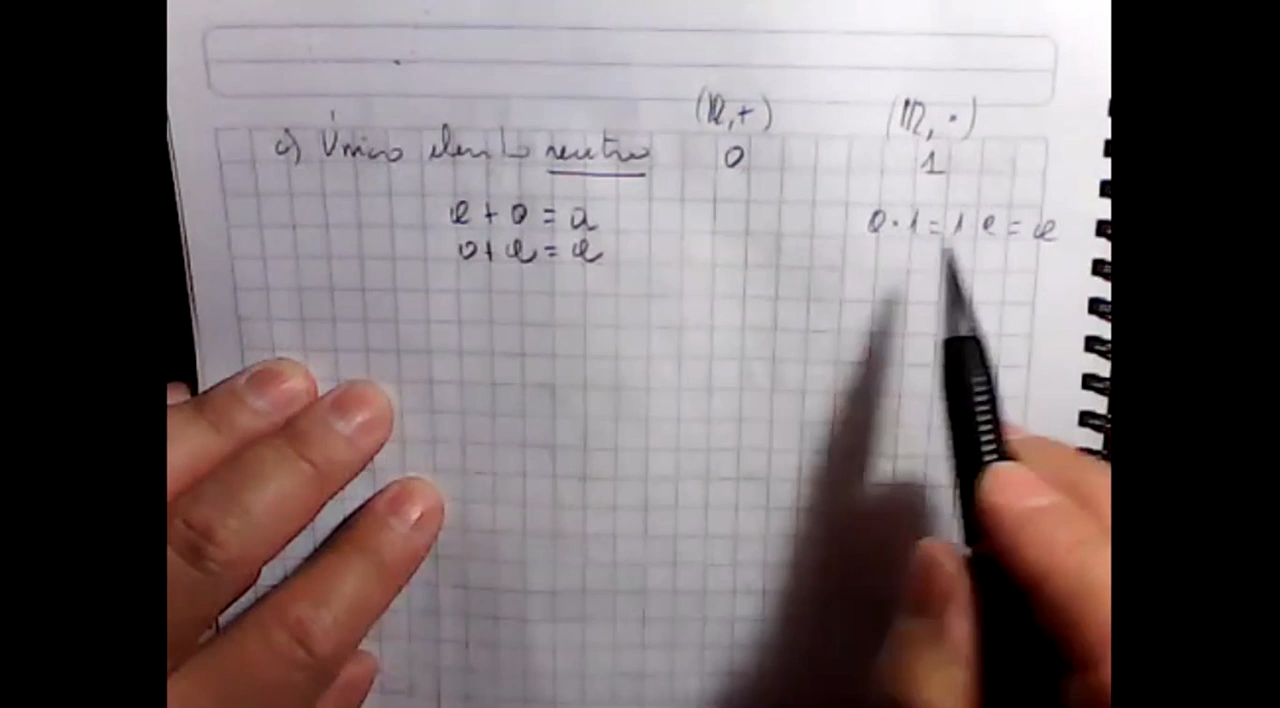 (ℝ, +) (ℝ, ·)
c) Único elemento neutro 0 1
a + 0 = a
a · 1 = 1 a = a
0 + a = a